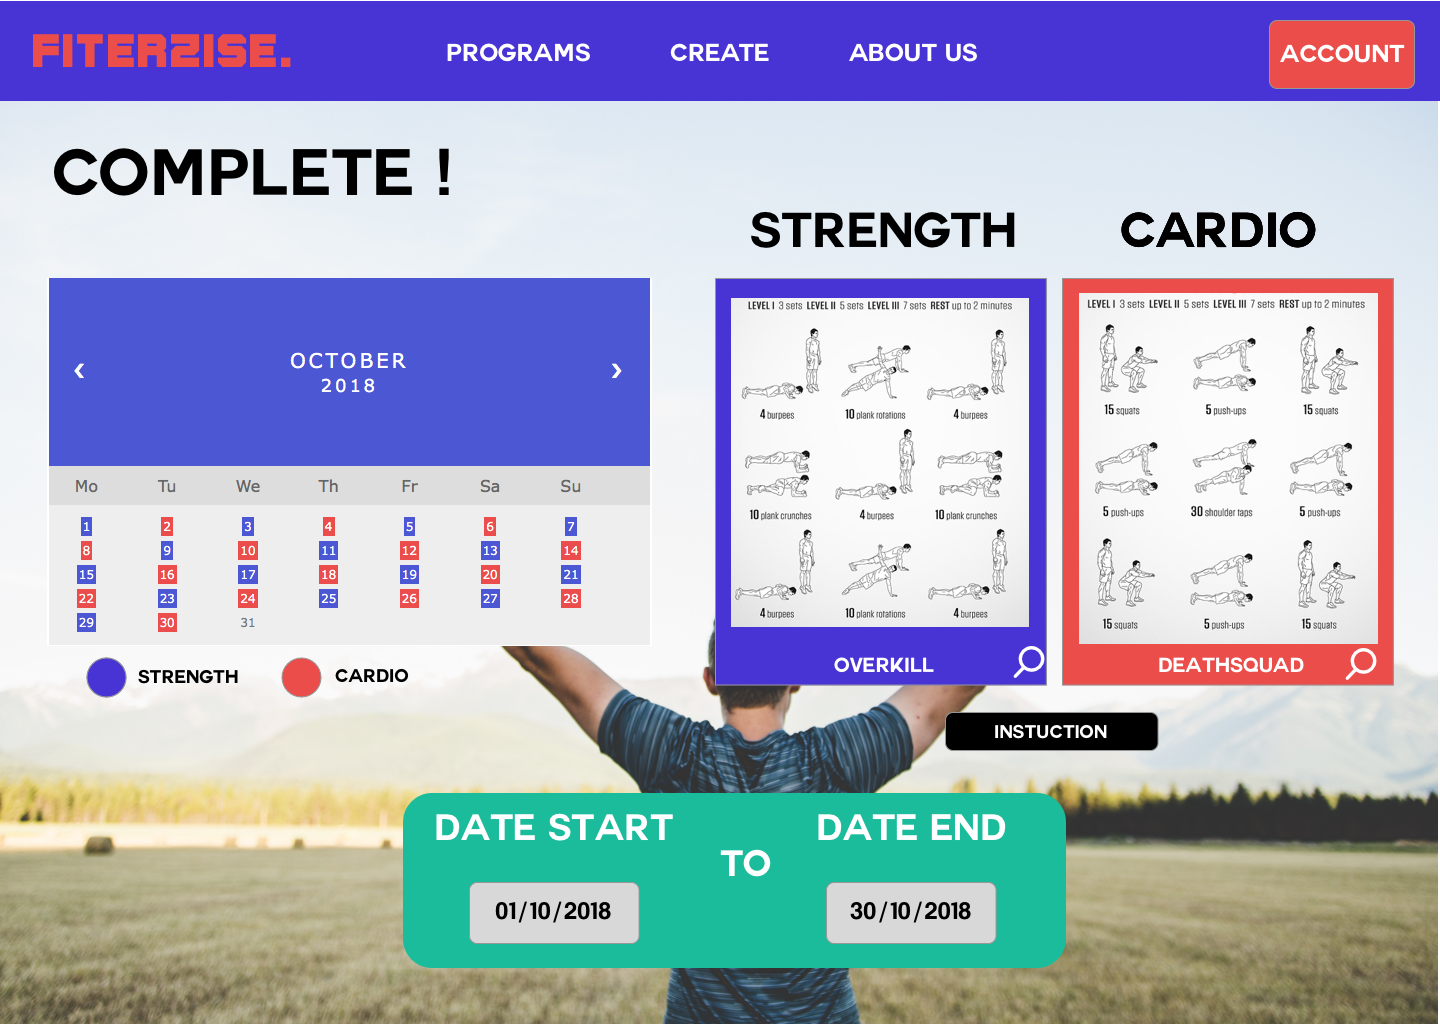 FITERZISE.
PROGRAMS CREATE ABOUT US
ACCOUNT
COMPLETE !
STRENGTH CARDIO
‹ OCTOBER ›
2018
Mo Tu We Th Fr Sa Su
1 2 3 4 5 6 7
8 9 10 11 12 13 14
15 16 17 18 19 20 21
22 23 24 25 26 27 28
29 30 31
STRENGTH CARDIO
LEVEL I 3 sets LEVEL II 5 sets LEVEL III 7 sets REST up to 2 minutes
4 burpees 10 plank rotations 4 burpees
10 plank crunches 4 burpees 10 plank crunches
4 burpees 10 plank rotations 4 burpees
OVERKILL
LEVEL I 3 sets LEVEL II 5 sets LEVEL III 7 sets REST up to 2 minutes
15 squats 5 push-ups 15 squats
5 push-ups 30 shoulder taps 5 push-ups
15 squats 5 push-ups 15 squats
DEATHSQUAD
INSTUCTION
DATE START TO DATE END
01/10/2018 30/10/2018